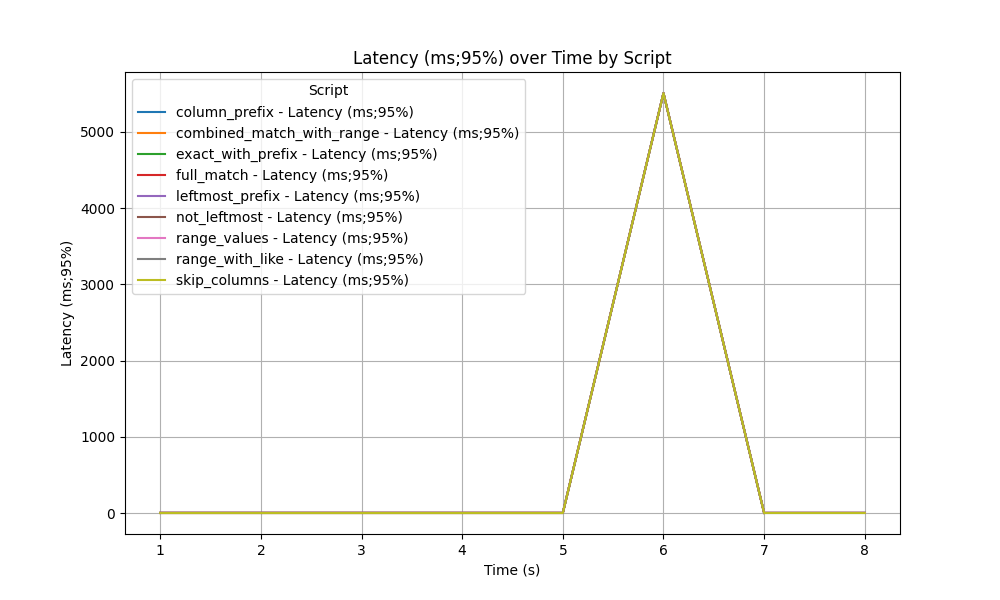 Latency (ms;95%) over Time by Script
Script
column_prefix - Latency (ms;95%)
combined_match_with_range - Latency (ms;95%)
exact_with_prefix - Latency (ms;95%)
full_match - Latency (ms;95%)
leftmost_prefix - Latency (ms;95%)
not_leftmost - Latency (ms;95%)
range_values - Latency (ms;95%)
range_with_like - Latency (ms;95%)
skip_columns - Latency (ms;95%)
Latency (ms;95%)
5000
4000
3000
2000
1000
0
1 2 3 4 5 6 7 8
Time (s)